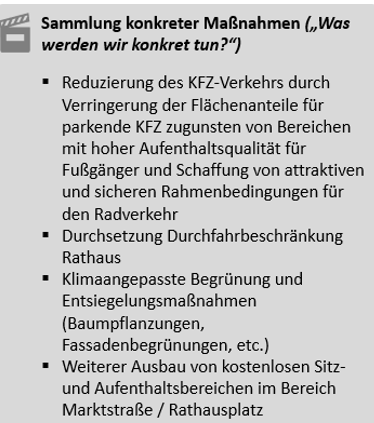 Sammlung konkreter Maßnahmen („Was
werden wir konkret tun?“)
▪ Reduzierung des KFZ-Verkehrs durch
Verringerung der Flächenanteile für
parkende KFZ zugunsten von Bereichen
mit hoher Aufenthaltsqualität für
Fußgänger und Schaffung von attraktiven
und sicheren Rahmenbedingungen für
den Radverkehr
▪ Durchsetzung Durchfahrbeschränkung
Rathaus
▪ Klimaangepasste Begrünung und
Entsiegelungsmaßnahmen
(Baumpflanzungen,
Fassadenbegrünungen, etc.)
▪ Weiterer Ausbau von kostenlosen Sitz-
und Aufenthaltsbereichen im Bereich
Marktstraße / Rathausplatz